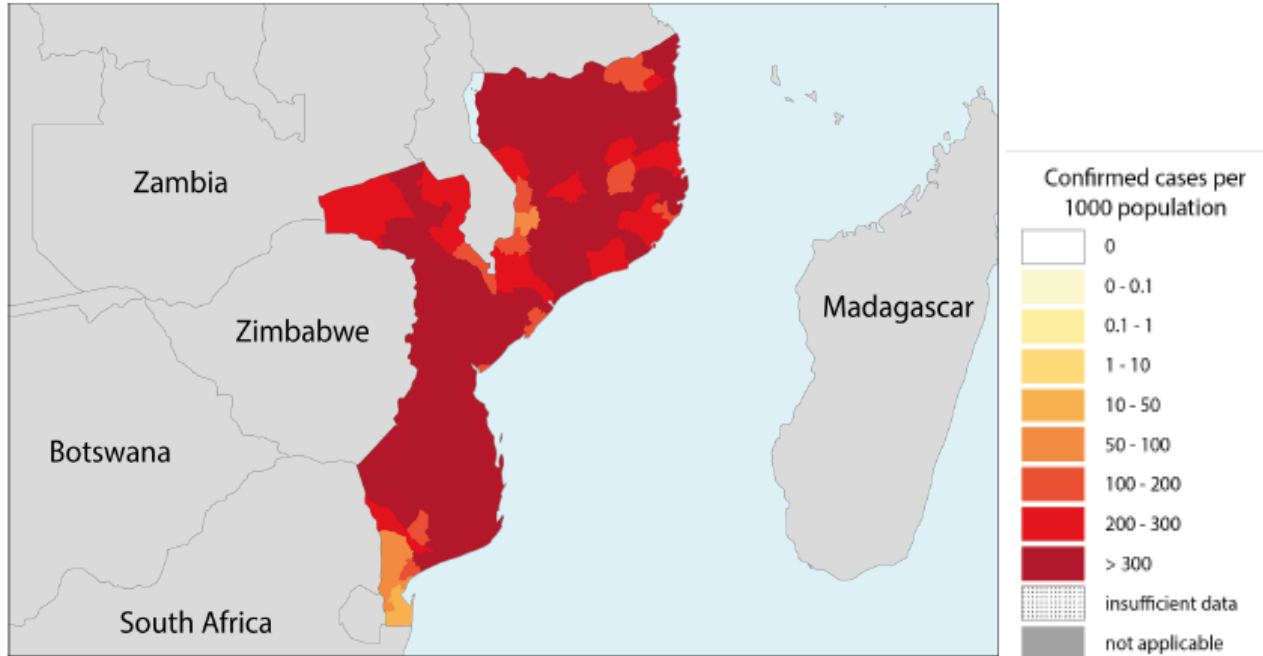 Zambia
Zimbabwe
Botswana
South Africa
Madagascar
Confirmed cases per
1000 population
0
0 - 0.1
0.1 - 1
1 - 10
10 - 50
50 - 100
100 - 200
200 - 300
> 300
insufficient data
not applicable